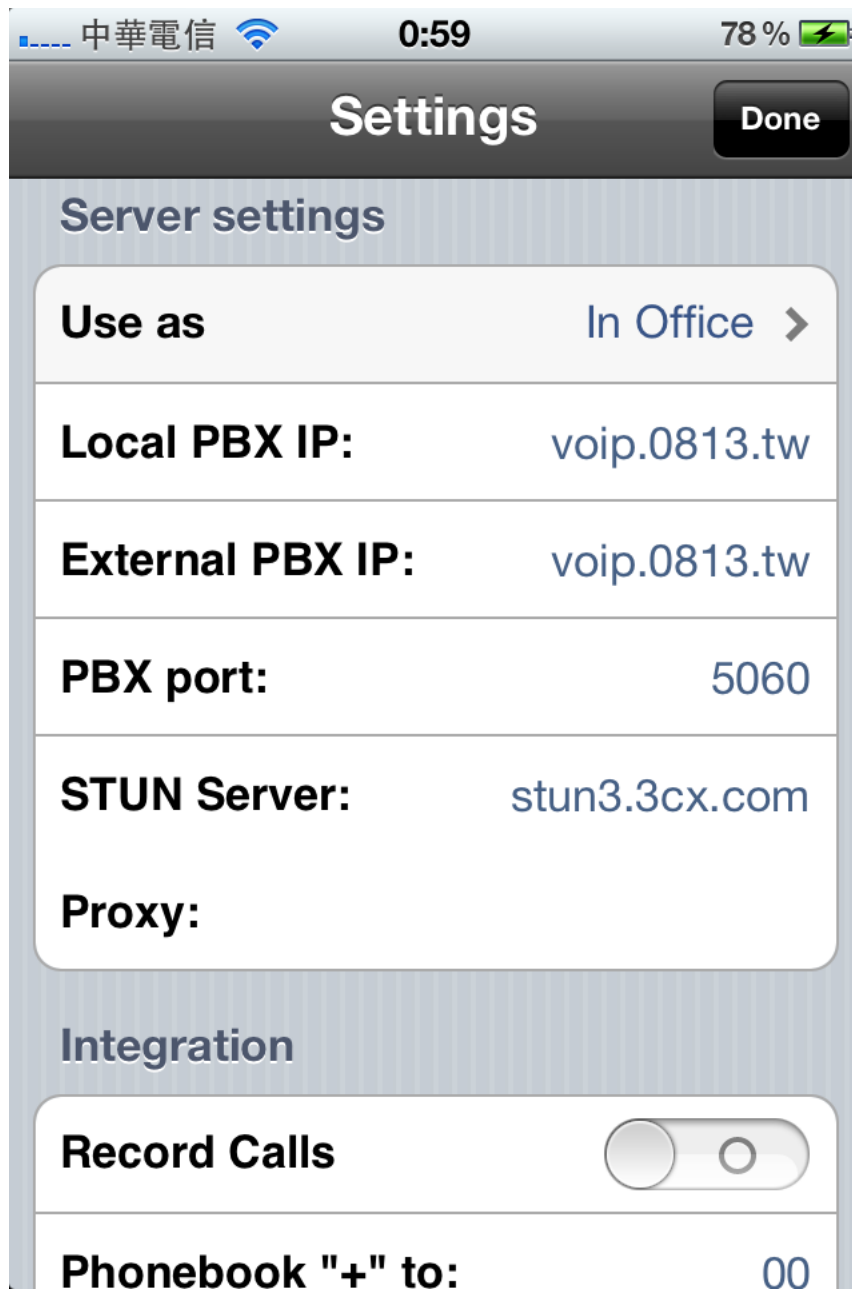 中華電信 0:59 78%
Settings Done
Server settings
Use as In Office
Local PBX IP: voip.0813.tw
External PBX IP: voip.0813.tw
PBX port: 5060
STUN Server: stun3.3cx.com
Proxy:
Integration
Record Calls
Phonebook "+" to: 00